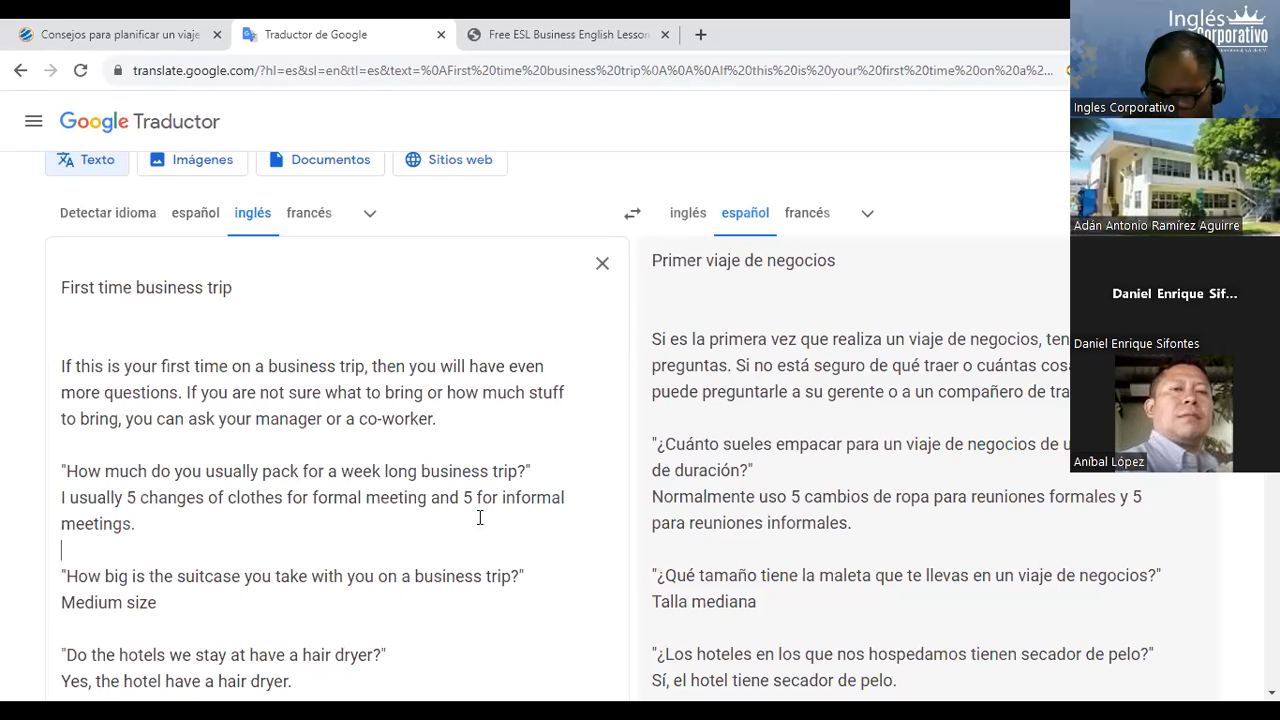 Consejos para planificar un viaje
Traductor de Google
Free ESL Business English Lesson
translate.google.com/?hl=es&sl=en&tl=es&text=%0AFirst%20time%20business%20trip%0A%0A%0AIf%20this%20is%20your%20first%20time%20on%20a%2...
Google Traductor
Texto
Imágenes
Documentos
Sitios web
Detectar idioma español inglés francés
inglés español francés
First time business trip
If this is your first time on a business trip, then you will have even
more questions. If you are not sure what to bring or how much stuff
to bring, you can ask your manager or a co-worker.
"How much do you usually pack for a week long business trip?"
I usually 5 changes of clothes for formal meeting and 5 for informal
meetings.
"How big is the suitcase you take with you on a business trip?"
Medium size
"Do the hotels we stay at have a hair dryer?"
Yes, the hotel have a hair dryer.
Primer viaje de negocios
Si es la primera vez que realiza un viaje de negocios, ten
preguntas. Si no está seguro de qué traer o cuántas cos
puede preguntarle a su gerente o a un compañero de tra
"¿Cuánto sueles empacar para un viaje de negocios de u
de duración?"
Normalmente uso 5 cambios de ropa para reuniones formales y 5
para reuniones informales.
"¿Qué tamaño tiene la maleta que te llevas en un viaje de negocios?"
Talla mediana
"¿Los hoteles en los que nos hospedamos tienen secador de pelo?"
Sí, el hotel tiene secador de pelo.
Inglés
Corporativo
Ingles Corporativo
Adán Antonio Ramírez Aguirre
Daniel Enrique Sif...
Daniel Enrique Sifontes
Aníbal López